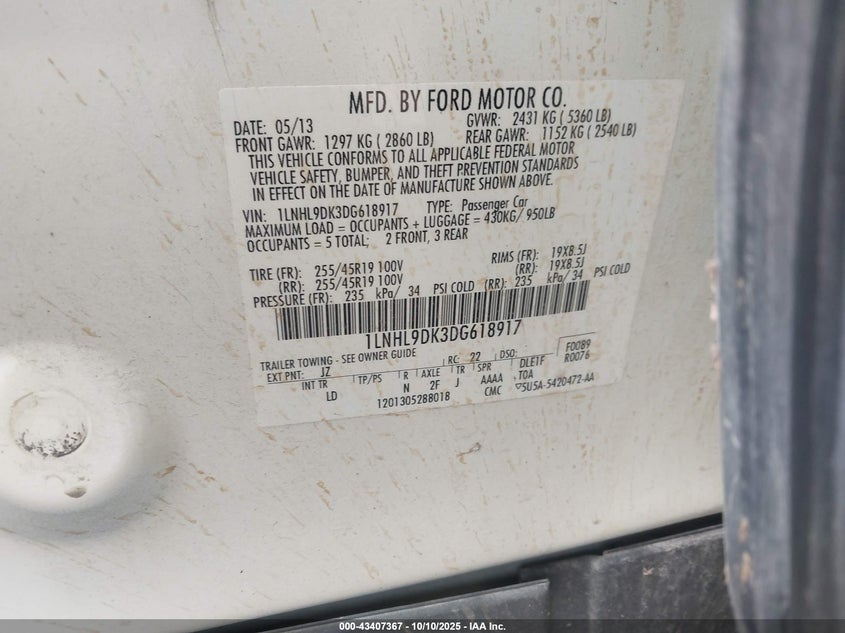 MFD. BY FORD MOTOR CO.
DATE: 05/13 GVWR: 2431 KG ( 5360 LB)
FRONT GAWR: 1297 KG ( 2860 LB) REAR GAWR: 1152 KG ( 2540 LB)
THIS VEHICLE CONFORMS TO ALL APPLICABLE FEDERAL MOTOR
VEHICLE SAFETY, BUMPER, AND THEFT PREVENTION STANDARDS
IN EFFECT ON THE DATE OF MANUFACTURE SHOWN ABOVE.
VIN: 1LNHL9DK3DG618917 TYPE: Passenger Car
MAXIMUM LOAD = OCCUPANTS + LUGGAGE = 430KG/ 950LB
OCCUPANTS = 5 TOTAL; 2 FRONT, 3 REAR
TIRE (FR): 255/45R19 100V RIMS (FR): 19X8.5J
(RR): 255/45R19 100V (RR): 19X8.5J
PRESSURE (FR): 235 kPa/ 34 PSI COLD (RR): 235 kPa/ 34 PSI COLD
1LNHL9DK3DG618917
TRAILER TOWING - SEE OWNER GUIDE
EXT PNT: JZ RC: 22 DSO: F0089
INT TR TP/PS R AXLE TR SPR DLE1F R0076
LD N 2F J AAAA TOA
1201305288018 CMC 5U5A-5420472-AA
000-43407367 - 10/10/2025 - IAA Inc.